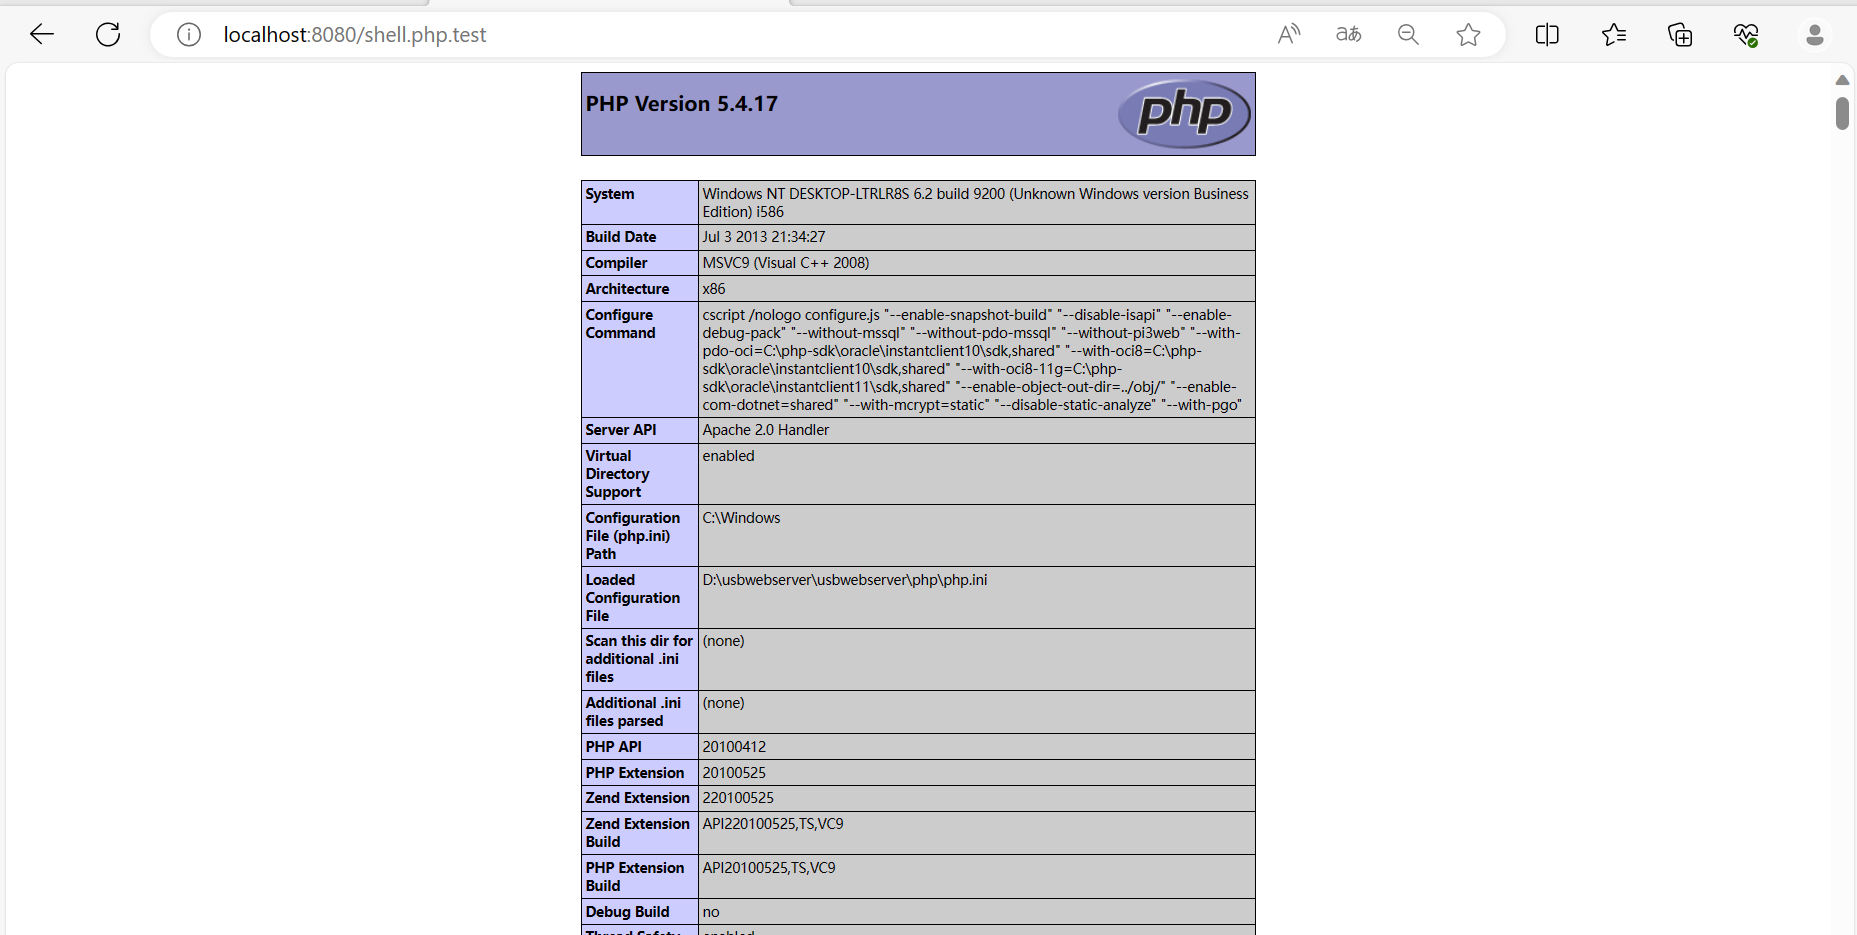 localhost:8080/shell.php.test
PHP Version 5.4.17
php
System
Windows NT DESKTOP-LTRLR8S 6.2 build 9200 (Unknown Windows version Business
Edition) i586
Build Date
Jul 3 2013 21:34:27
Compiler
MSVC9 (Visual C++ 2008)
Architecture
x86
Configure
Command
cscript /nologo configure.js "--enable-snapshot-build" "--disable-isapi" "--enable-
debug-pack" "--without-mssql" "--without-pdo-mssql" "--without-pi3web" "--with-
pdo-oci=C:\php-sdk\oracle\instantclient10\sdk,shared" "--with-oci8=C:\php-
sdk\oracle\instantclient10\sdk,shared" "--with-oci8-11g=C:\php-
sdk\oracle\instantclient11\sdk,shared" "--enable-object-out-dir=../obj/" "--enable-
com-dotnet=shared" "--with-mcrypt=static" "--disable-static-analyze" "--with-pgo"
Server API
Apache 2.0 Handler
Virtual
Directory
Support
enabled
Configuration
File (php.ini)
Path
C:\Windows
Loaded
Configuration
File
D:\usbwebserver\usbwebserver\php\php.ini
Scan this dir for
additional .ini
files
(none)
Additional .ini
files parsed
(none)
PHP API
20100412
PHP Extension
20100525
Zend Extension
220100525
Zend Extension
Build
API220100525,TS,VC9
PHP Extension
Build
API20100525,TS,VC9
Debug Build
no
Thread Safety
enabled